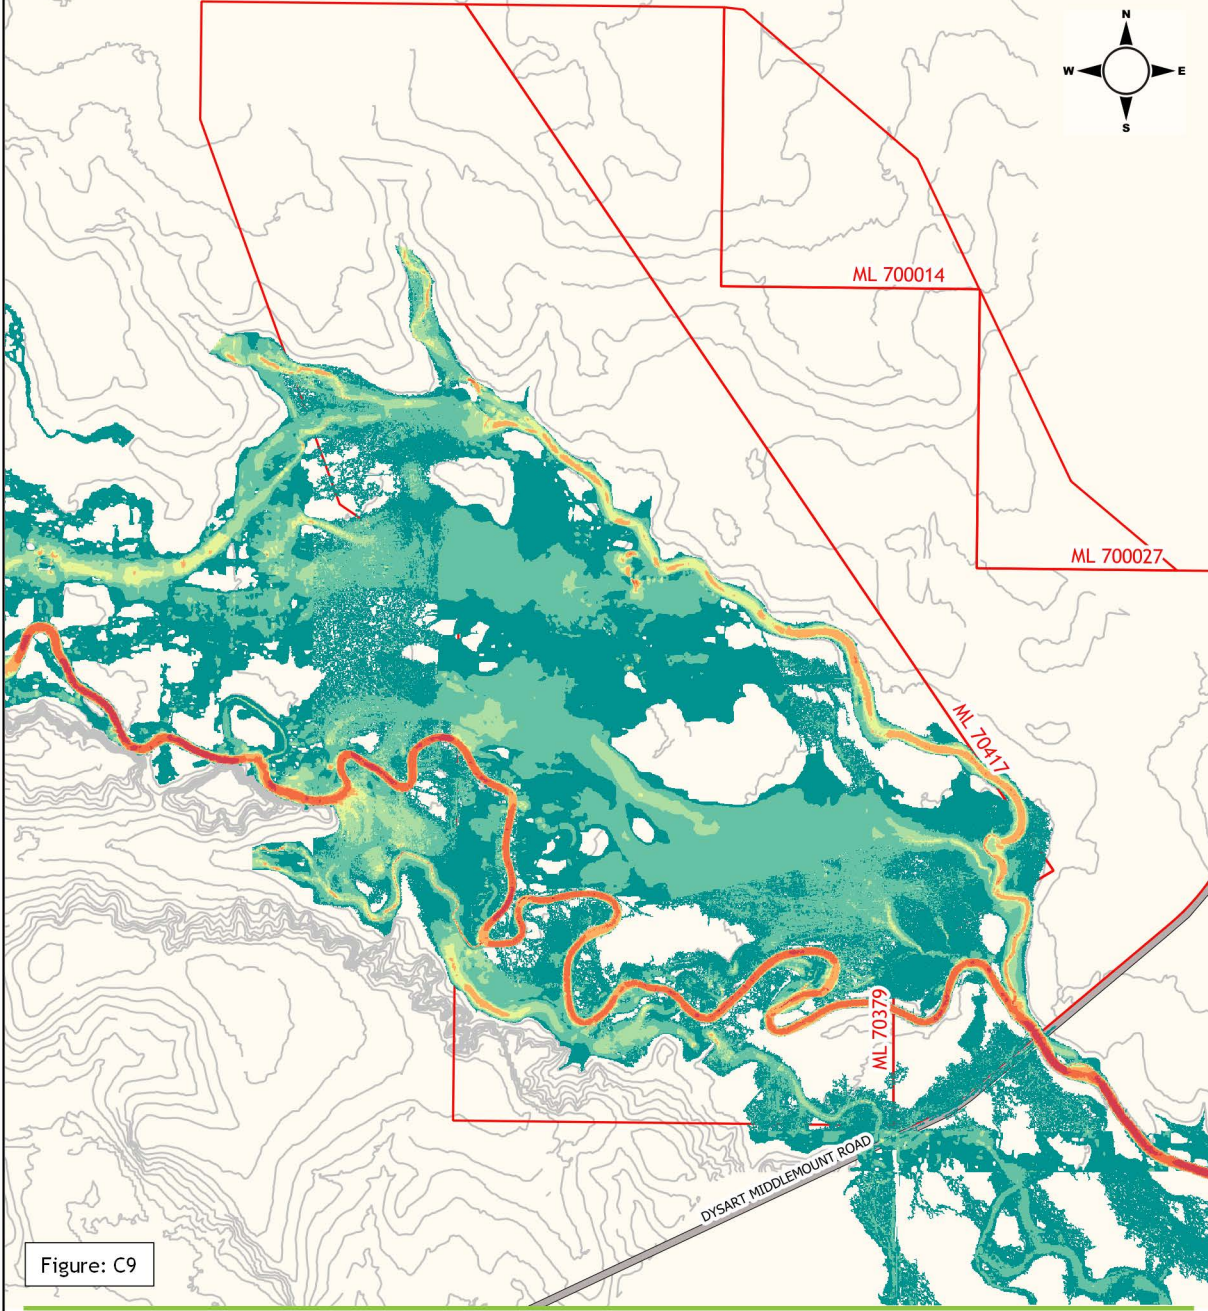 N
W E
S
ML 700014
ML 700027
ML 70417
ML 70379
DYSART MIDDLEMOUNT ROAD
Figure: C9